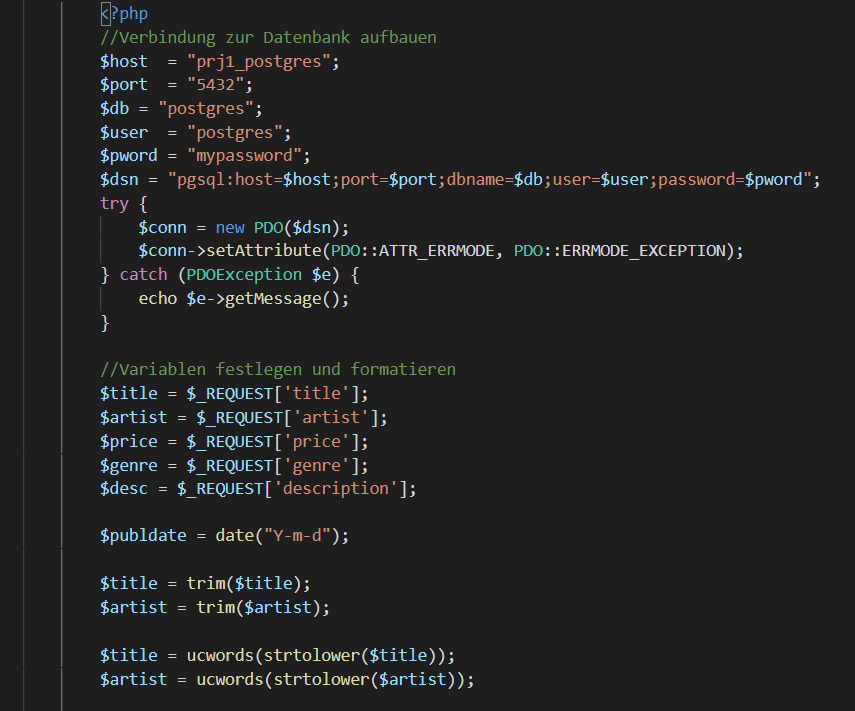 <?php
//Verbindung zur Datenbank aufbauen
$host  = "prj1_postgres";
$port  = "5432";
$db = "postgres";
$user  = "postgres";
$pword = "mypassword";
$dsn = "pgsql:host=$host;port=$port;dbname=$db;user=$user;password=$pword";
try {
    $conn = new PDO($dsn);
    $conn->setAttribute(PDO::ATTR_ERRMODE, PDO::ERRMODE_EXCEPTION);
} catch (PDOException $e) {
    echo $e->getMessage();
}
//Variablen festlegen und formatieren
$title = $_REQUEST['title'];
$artist = $_REQUEST['artist'];
$price = $_REQUEST['price'];
$genre = $_REQUEST['genre'];
$desc = $_REQUEST['description'];
$publdate = date("Y-m-d");
$title = trim($title);
$artist = trim($artist);
$title = ucwords(strtolower($title));
$artist = ucwords(strtolower($artist));